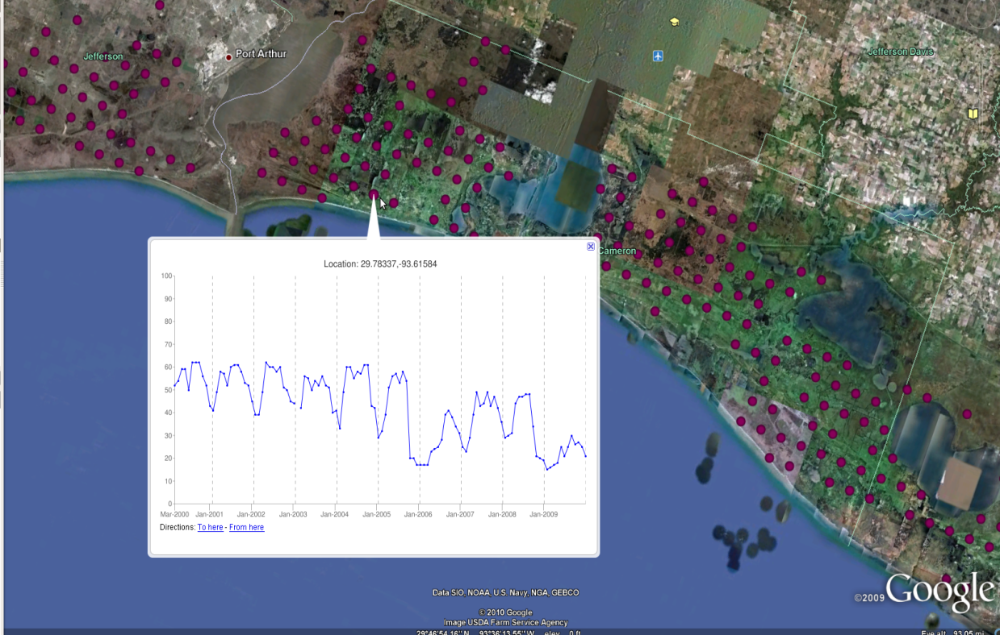 Jefferson
Port Arthur
Jefferson Davis
Cameron
Location: 29.78337,-93.61584
100
90
80
70
60
50
40
30
20
10
0
Mar-2000 Jan-2001 Jan-2002 Jan-2003 Jan-2004 Jan-2005 Jan-2006 Jan-2007 Jan-2008 Jan-2009
Directions: To here - From here
Data SIO, NOAA, U.S. Navy, NGA, GEBCO
©2009 Google
© 2010 Google
Image USDA Farm Service Agency
29°46'54.16" N 93°36'13.55" W elev 0 ft
Eye alt 93.05 mi